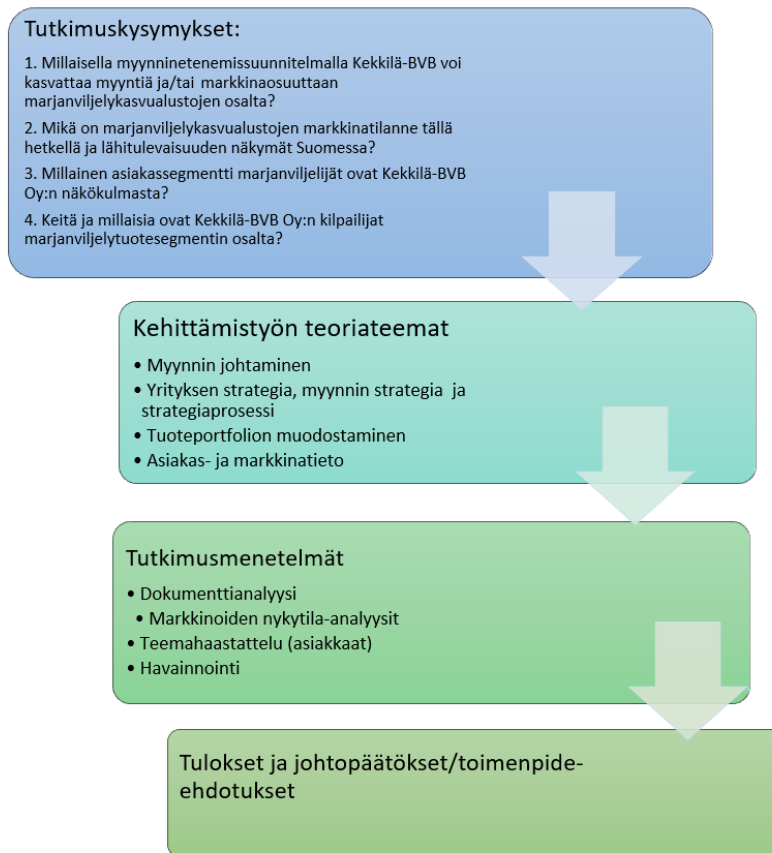 Tutkimuskysymykset:
1. Millaisella myynninetenemissuunnitelmalla Kekkilä-BVB voi
kasvattaa myyntiä ja/tai markkinaosuuttaan
marjanviljelykasvualustojen osalta?
2. Mikä on marjanviljelykasvualustojen markkinatilanne tällä
hetkellä ja lähitulevaisuuden näkymät Suomessa?
3. Millainen asiakassegmentti marjanviljelijät ovat Kekkilä-BVB
Oy:n näkökulmasta?
4. Keitä ja millaisia ovat Kekkilä-BVB Oy:n kilpailijat
marjanviljelytuotesegmentin osalta?
Kehittämistyön teoriateemat
• Myynnin johtaminen
• Yrityksen strategia, myynnin strategia ja
strategiaprosessi
• Tuoteportfolion muodostaminen
• Asiakas- ja markkinatieto
Tutkimusmenetelmät
• Dokumenttianalyysi
• Markkinoiden nykytila-analyysit
• Teemahaastattelu (asiakkaat)
• Havainnointi
Tulokset ja johtopäätökset/toimenpide-
ehdotukset